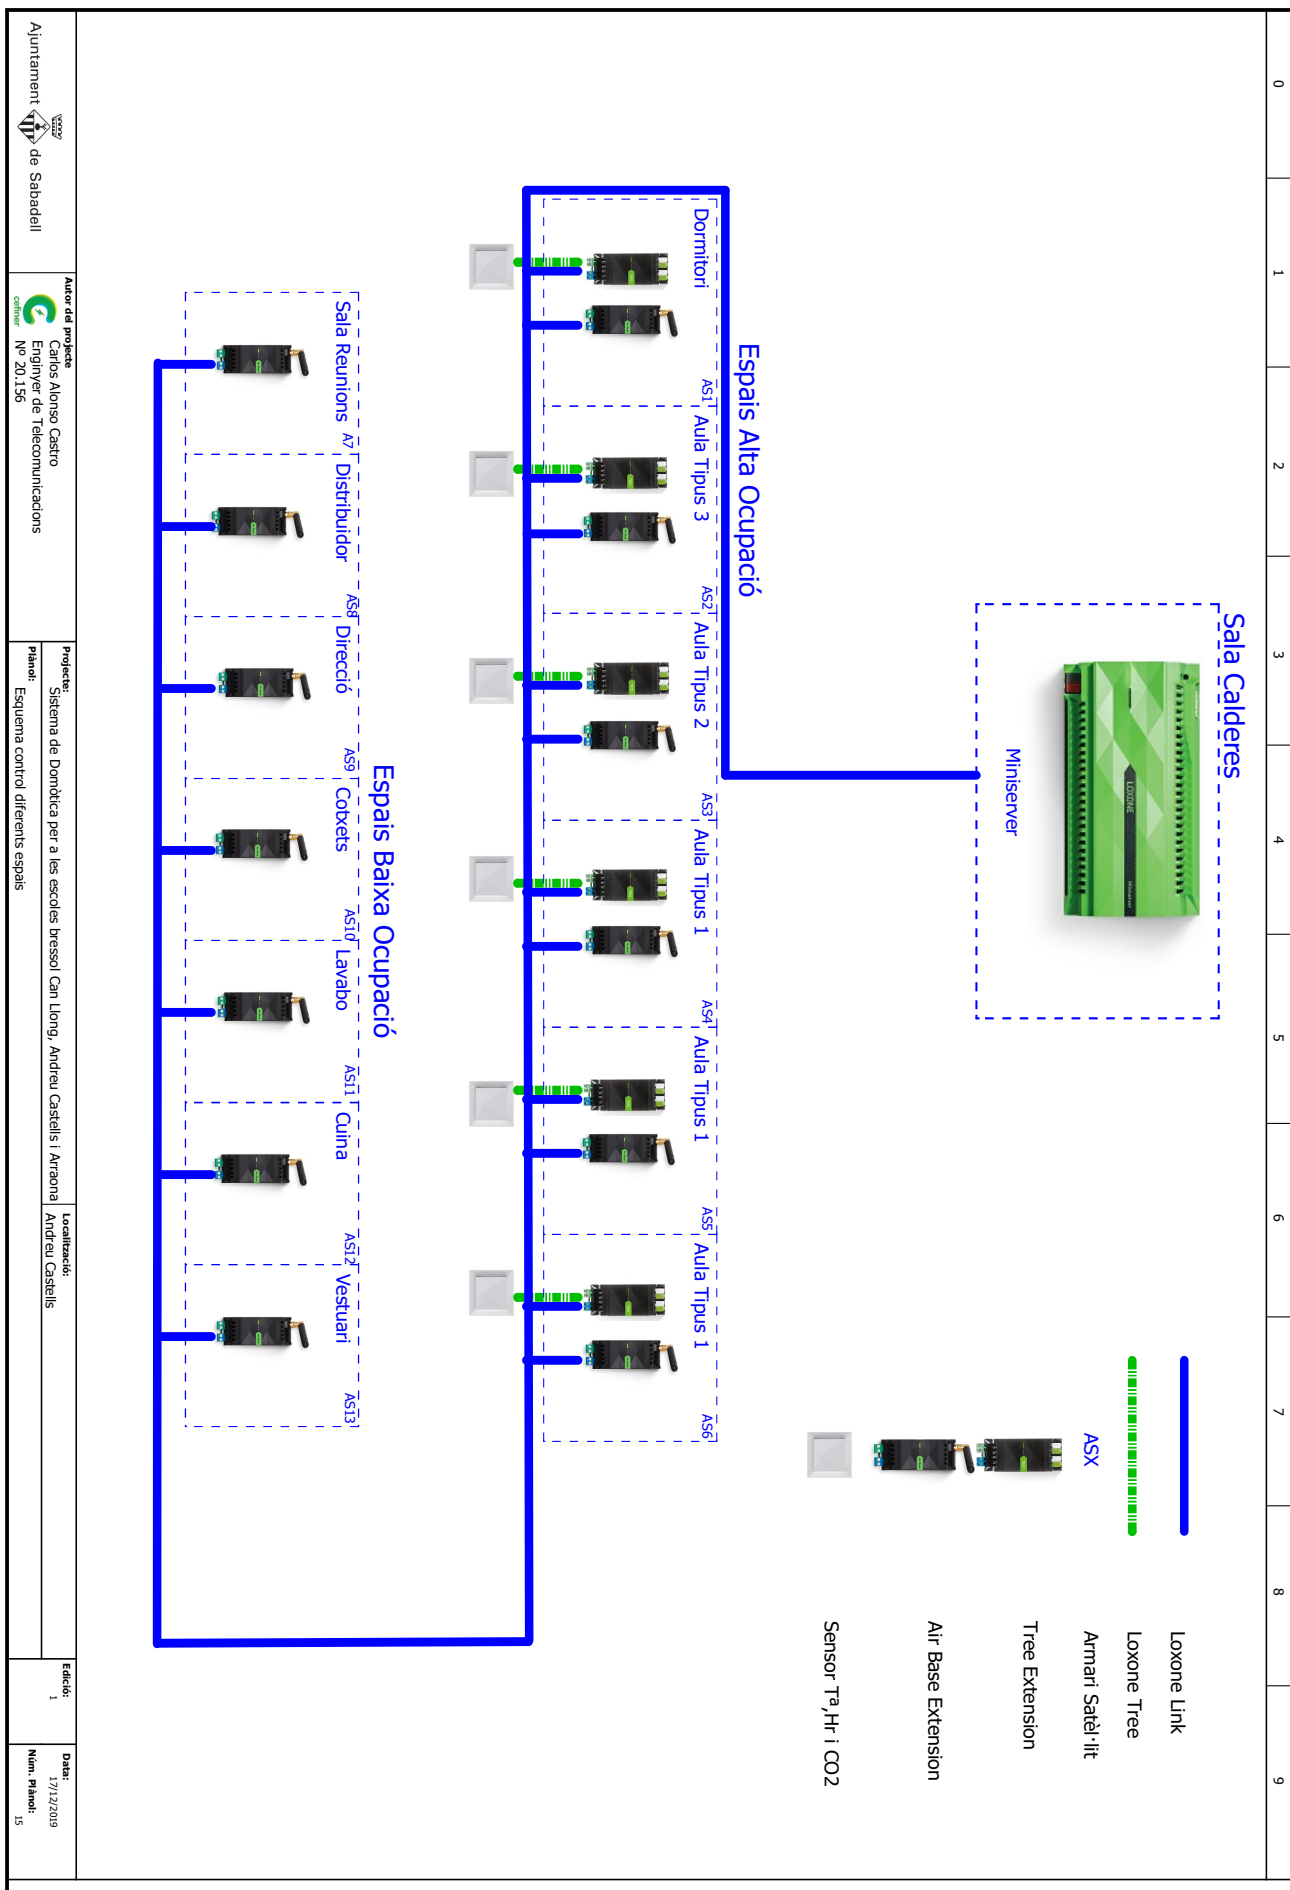 0
1
2
3
4
5
6
7
8
9
Sala Calderes
LOXONE
Miniserver
Miniserver
Loxone Link
Loxone Tree
ASX
Armari Satèl·lit
Tree Extension
Air Base Extension
Sensor Tª,Hr i CO2
Espais Alta Ocupació
Dormitori
AS1
Aula Tipus 3
AS2
Aula Tipus 2
AS3
Aula Tipus 1
AS4
Aula Tipus 1
AS5
Aula Tipus 1
AS6
Espais Baixa Ocupació
Sala Reunions
A7
Distribuidor
AS8
Direcció
AS9
Cotxets
AS10
Lavabo
AS11
Cuina
AS12
Vestuari
AS13
Ajuntament de Sabadell
Autor del projecte
cefiner
Carlos Alonso Castro
Enginyer de Telecomunicacions
Nº 20.156
Projecte:
Sistema de Domòtica per a les escoles bressol Can Llong, Andreu Castells i Arraona
Plànol:
Esquema control diferents espais
Localització:
Andreu Castells
Edició:
1
Data:
17/12/2019
Núm. Plànol:
15